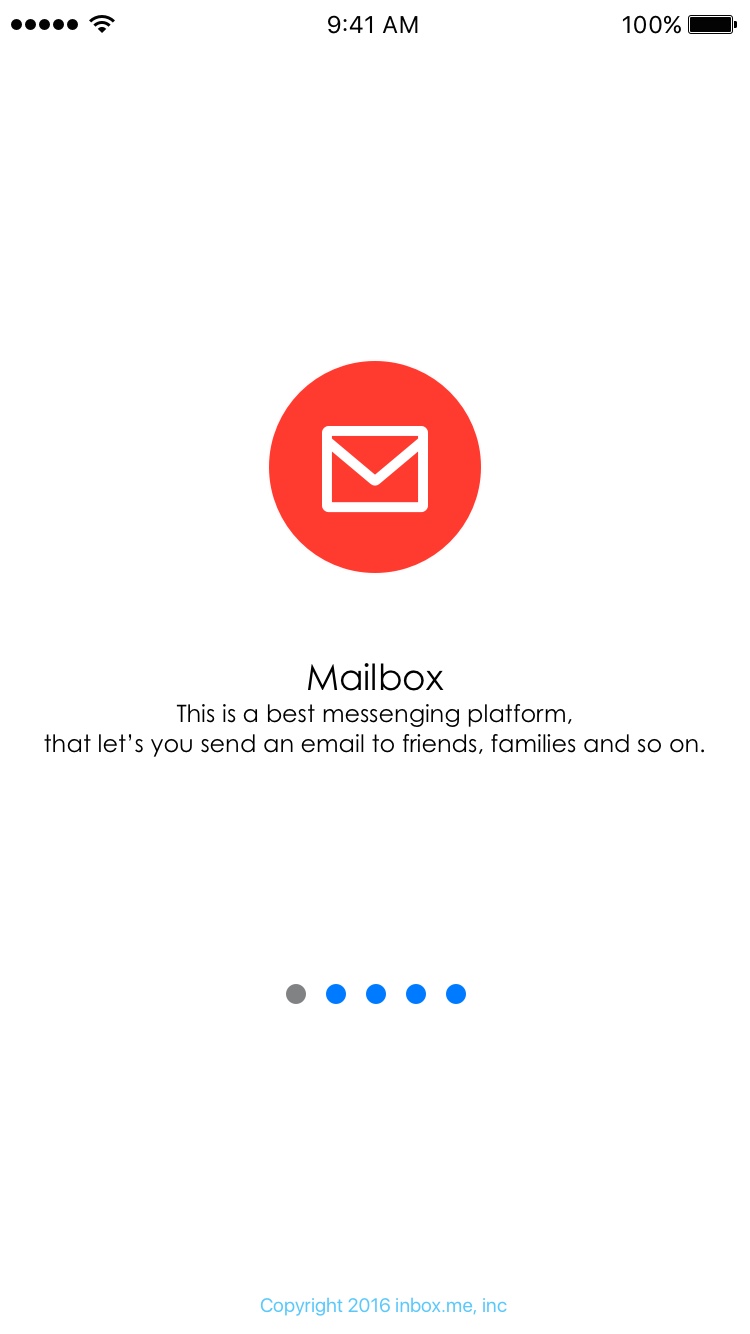 9:41 AM
100%
Mailbox
This is a best messenging platform,
that let’s you send an email to friends, families and so on.
Copyright 2016 inbox.me, inc